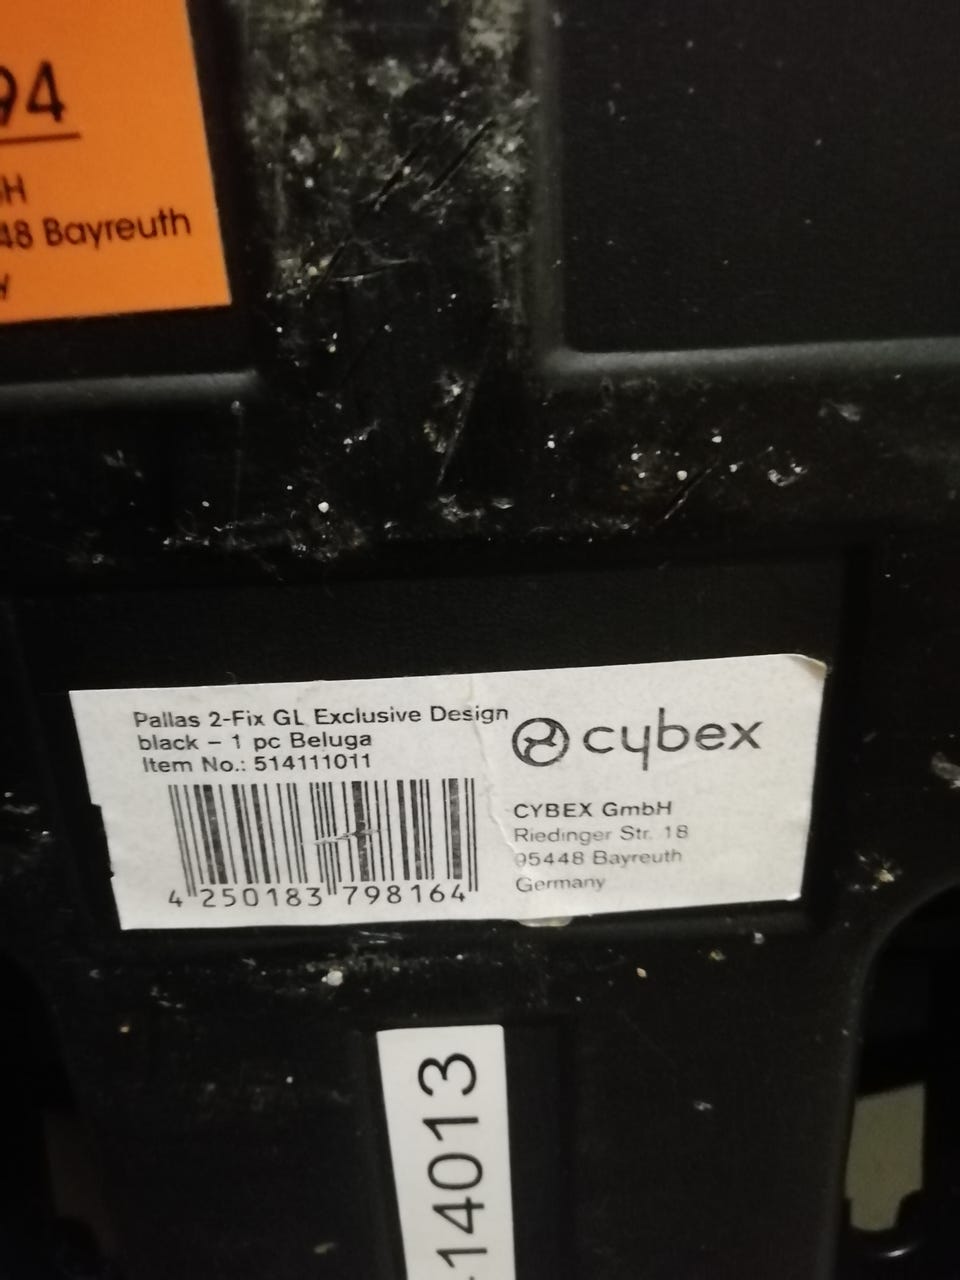 94
H
48 Bayreuth
y
Pallas 2-Fix GL Exclusive Design
black – 1 pc Beluga
Item No.: 514111011
4 250183 798164
cybex
CYBEX GmbH
Riedinger Str. 18
95448 Bayreuth
Germany
14013